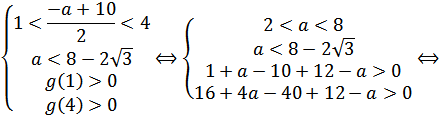 { 1 < (-a + 10)/2 < 4 ⇔ { 2 < a < 8 ⇔
a < 8 - 2√3 a < 8 - 2√3
g(1) > 0 1 + a - 10 + 12 - a > 0
g(4) > 0 16 + 4a - 40 + 12 - a > 0